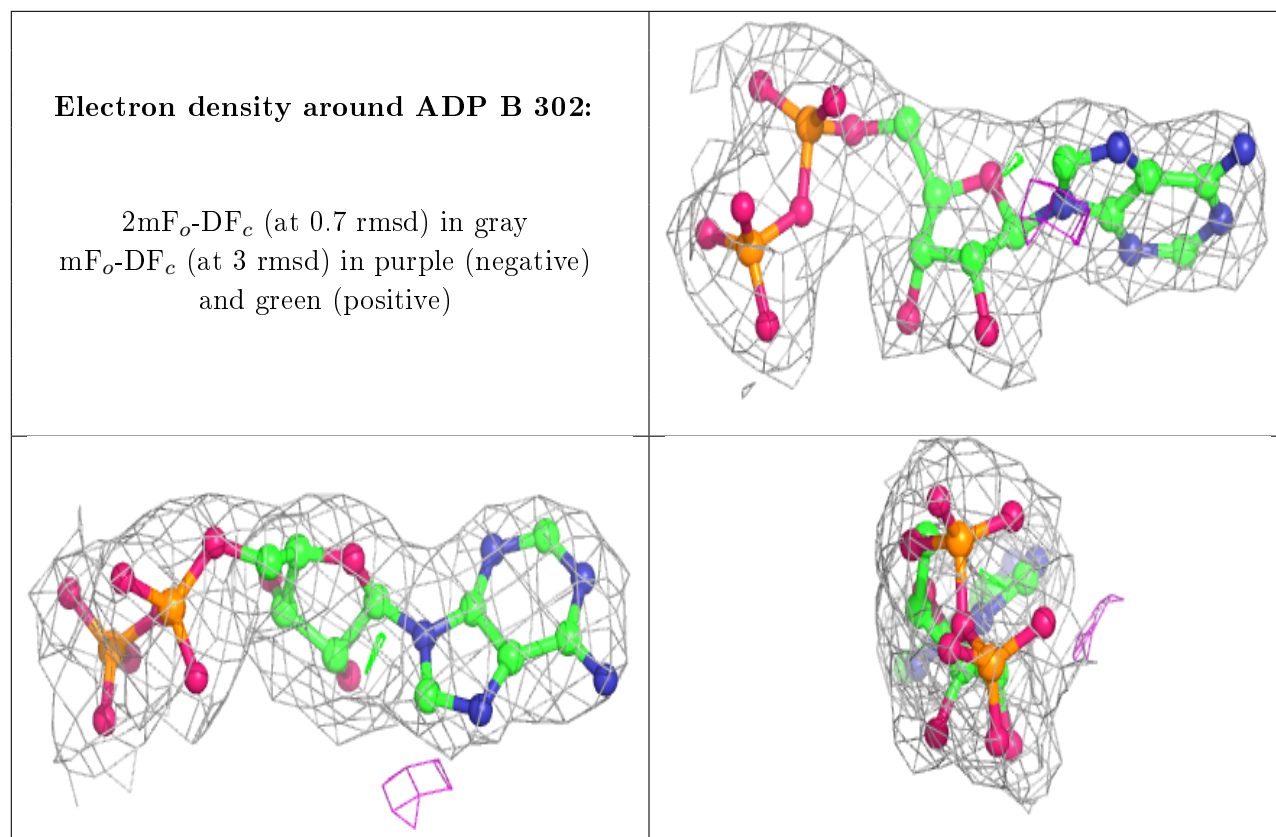 Electron density around ADP B 302:
2mFo-DFc (at 0.7 rmsd) in gray
mFo-DFc (at 3 rmsd) in purple (negative)
and green (positive)